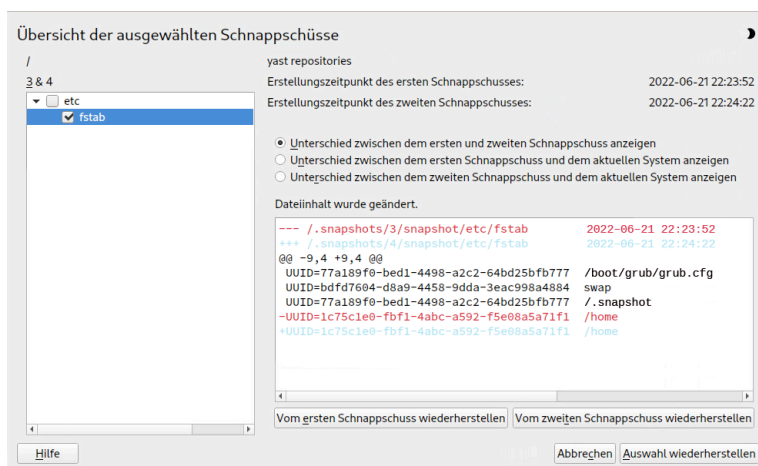 Übersicht der ausgewählten Schnappschüsse
/
3 & 4
etc
fstab
yast repositories
Erstellungszeitpunkt des ersten Schnappschusses: 2022-06-21 22:23:52
Erstellungszeitpunkt des zweiten Schnappschusses: 2022-06-21 22:24:22
Unterschied zwischen dem ersten und zweiten Schnappschuss anzeigen
Unterschied zwischen dem ersten Schnappschuss und dem aktuellen System anzeigen
Unterschied zwischen dem zweiten Schnappschuss und dem aktuellen System anzeigen
Dateiinhalt wurde geändert.
--- /.snapshots/3/snapshot/etc/fstab 2022-06-21 22:23:52
+++ /.snapshots/4/snapshot/etc/fstab 2022-06-21 22:24:22
@@ -9,4 +9,4 @@
UUID=77a189f0-bed1-4498-a2c2-64bd25bfb777 /boot/grub/grub.cfg
UUID=bdfd7604-d8a9-4458-9dda-3eac998a4884 swap
UUID=77a189f0-bed1-4498-a2c2-64bd25bfb777 /.snapshot
-UUID=1c75c1e0-fbf1-4abc-a592-f5e08a5a71f1 /home
+UUID=1c75c1e0-fbf1-4abc-a592-f5e08a5a71f1 /home
Vom ersten Schnappschuss wiederherstellen Vom zweiten Schnappschuss wiederherstellen
Hilfe Abbrechen Auswahl wiederherstellen